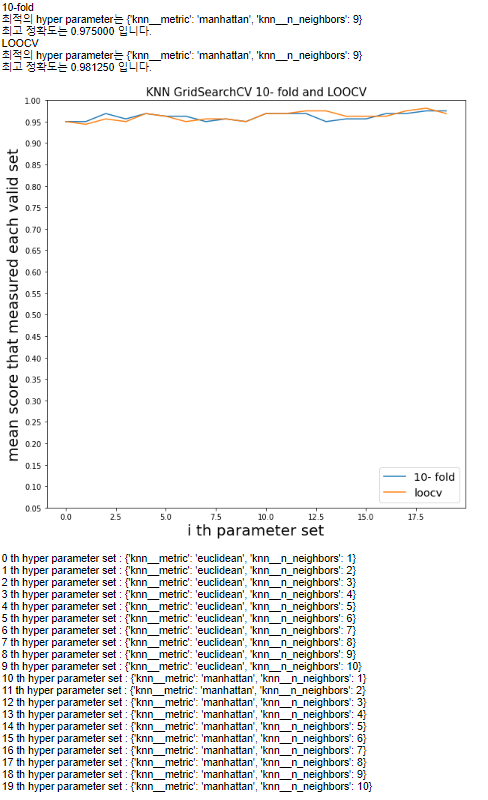 10-fold
최적의 hyper parameter는 {'knn__metric': 'manhattan', 'knn__n_neighbors': 9}
최고 정확도는 0.975000 입니다.
LOOCV
최적의 hyper parameter는 {'knn__metric': 'manhattan', 'knn__n_neighbors': 9}
최고 정확도는 0.981250 입니다.
KNN GridSearchCV 10- fold and LOOCV
1.00
0.95
0.90
0.85
0.80
0.75
0.70
0.65
0.60
0.55
0.50
0.45
0.40
0.35
0.30
0.25
0.20
0.15
0.10
0.05
mean score that measured each valid set
10- fold
loocv
0.0 2.5 5.0 7.5 10.0 12.5 15.0 17.5
i th parameter set
0 th hyper parameter set : {'knn__metric': 'euclidean', 'knn__n_neighbors': 1}
1 th hyper parameter set : {'knn__metric': 'euclidean', 'knn__n_neighbors': 2}
2 th hyper parameter set : {'knn__metric': 'euclidean', 'knn__n_neighbors': 3}
3 th hyper parameter set : {'knn__metric': 'euclidean', 'knn__n_neighbors': 4}
4 th hyper parameter set : {'knn__metric': 'euclidean', 'knn__n_neighbors': 5}
5 th hyper parameter set : {'knn__metric': 'euclidean', 'knn__n_neighbors': 6}
6 th hyper parameter set : {'knn__metric': 'euclidean', 'knn__n_neighbors': 7}
7 th hyper parameter set : {'knn__metric': 'euclidean', 'knn__n_neighbors': 8}
8 th hyper parameter set : {'knn__metric': 'euclidean', 'knn__n_neighbors': 9}
9 th hyper parameter set : {'knn__metric': 'euclidean', 'knn__n_neighbors': 10}
10 th hyper parameter set : {'knn__metric': 'manhattan', 'knn__n_neighbors': 1}
11 th hyper parameter set : {'knn__metric': 'manhattan', 'knn__n_neighbors': 2}
12 th hyper parameter set : {'knn__metric': 'manhattan', 'knn__n_neighbors': 3}
13 th hyper parameter set : {'knn__metric': 'manhattan', 'knn__n_neighbors': 4}
14 th hyper parameter set : {'knn__metric': 'manhattan', 'knn__n_neighbors': 5}
15 th hyper parameter set : {'knn__metric': 'manhattan', 'knn__n_neighbors': 6}
16 th hyper parameter set : {'knn__metric': 'manhattan', 'knn__n_neighbors': 7}
17 th hyper parameter set : {'knn__metric': 'manhattan', 'knn__n_neighbors': 8}
18 th hyper parameter set : {'knn__metric': 'manhattan', 'knn__n_neighbors': 9}
19 th hyper parameter set : {'knn__metric': 'manhattan', 'knn__n_neighbors': 10}